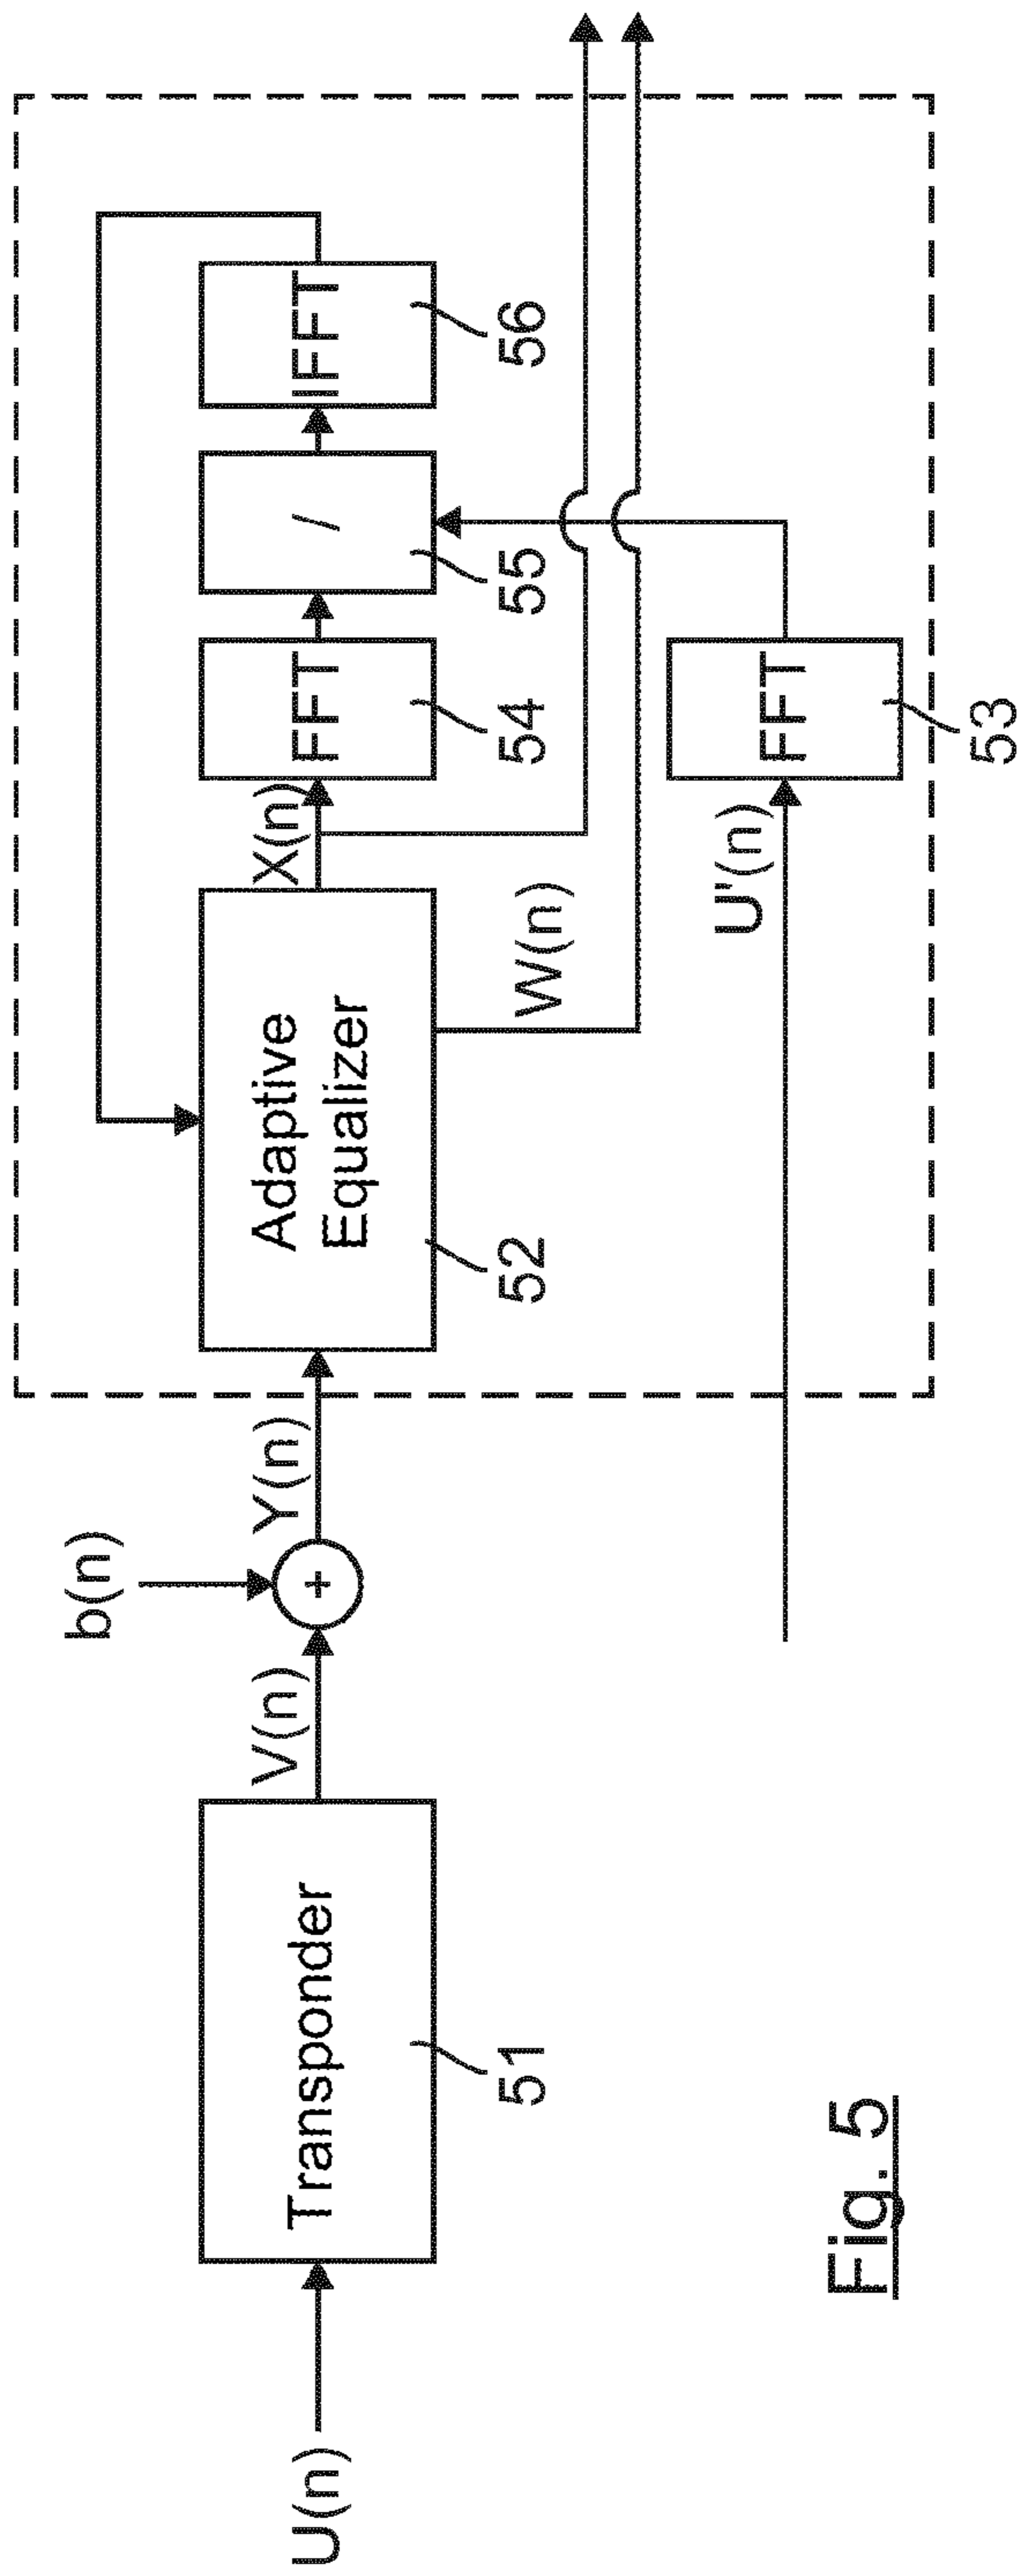 U(n)
Transponder
51
V(n)
b(n)
+
Y(n)
Adaptive
Equalizer
52
X(n)
W(n)
FFT
54
/
55
IFFT
56
U'(n)
FFT
53
Fig. 5